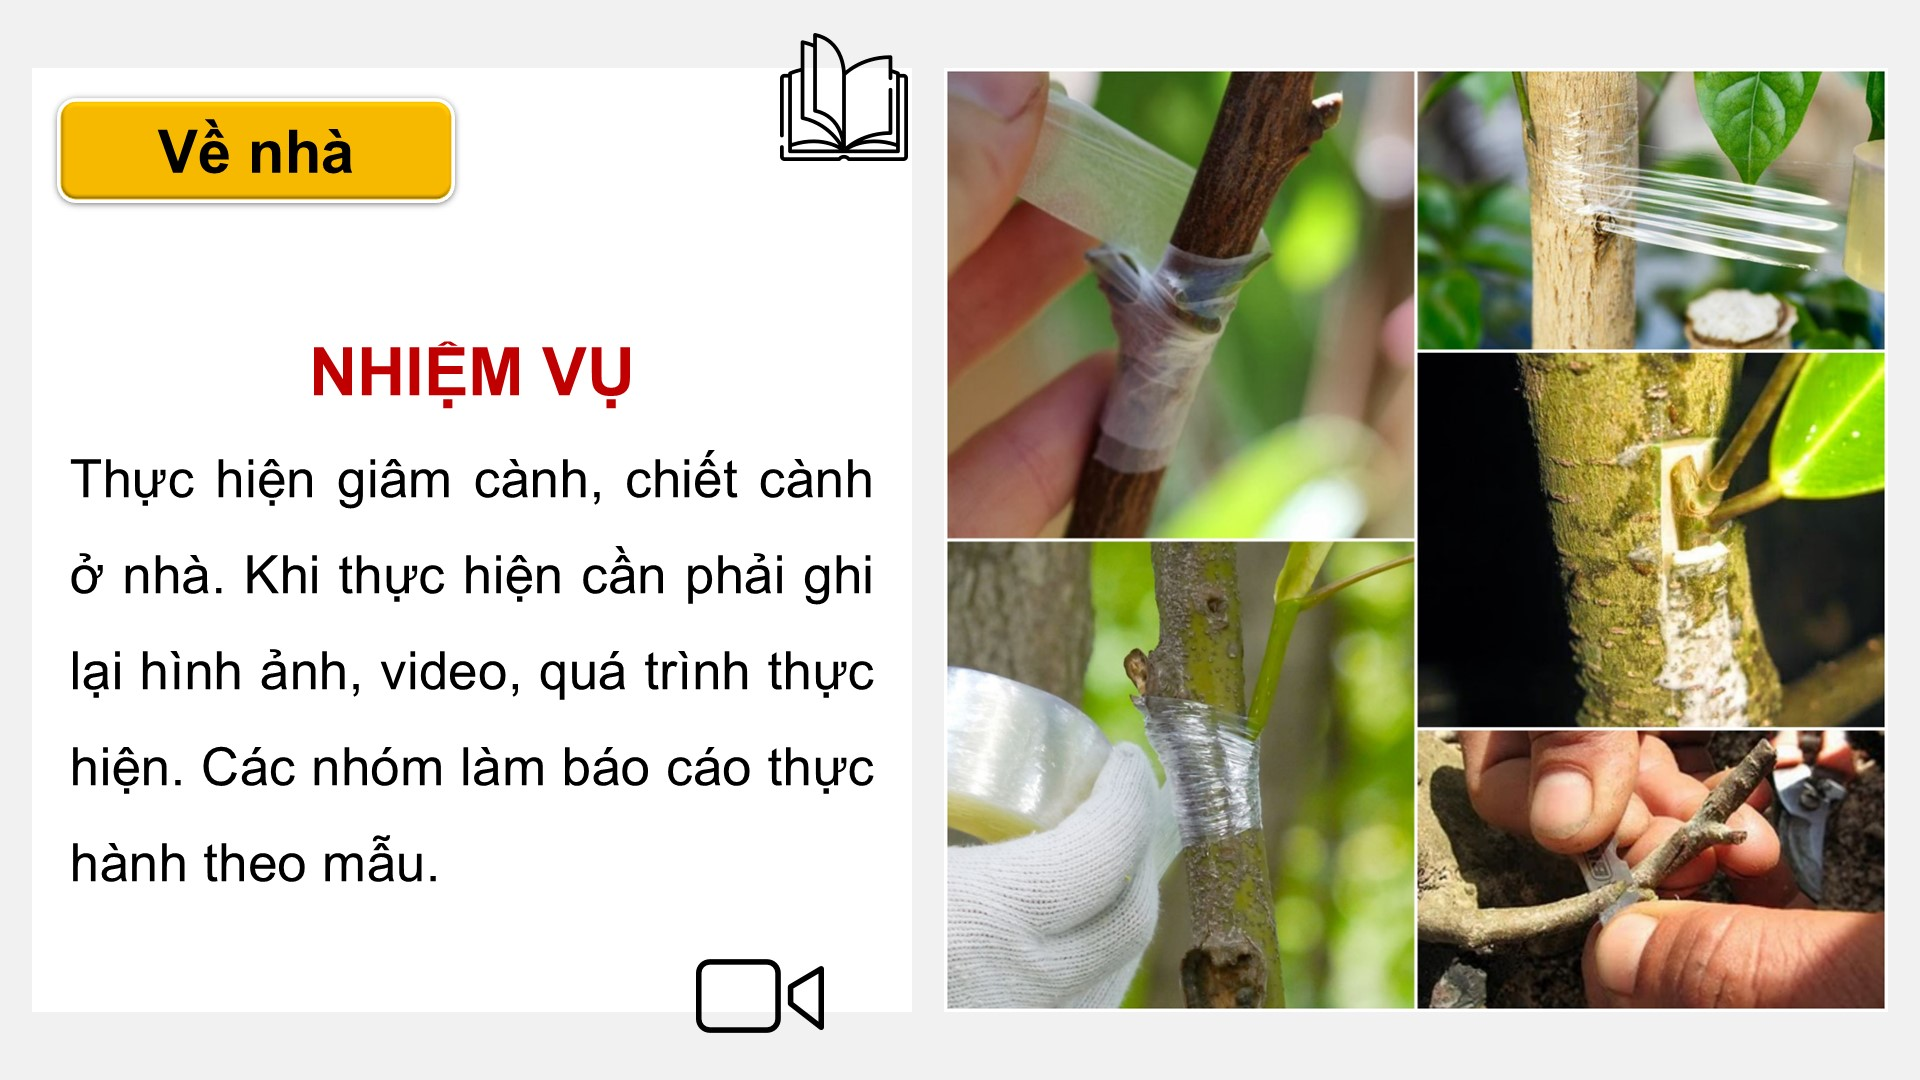 Về nhà
NHIỆM VỤ
Thực hiện giâm cành, chiết cành
ở nhà. Khi thực hiện cần phải ghi
lại hình ảnh, video, quá trình thực
hiện. Các nhóm làm báo cáo thực
hành theo mẫu.